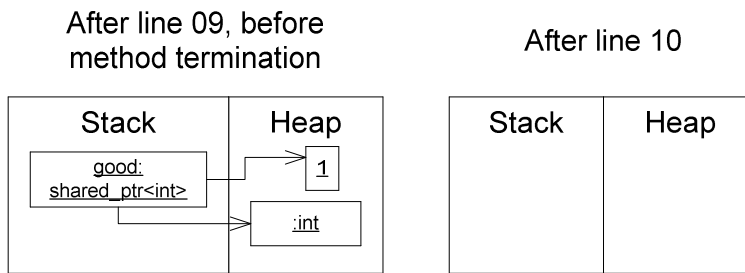 After line 09, before
method termination
After line 10
Stack
Heap
good:
shared_ptr<int>
1
:int
Stack
Heap